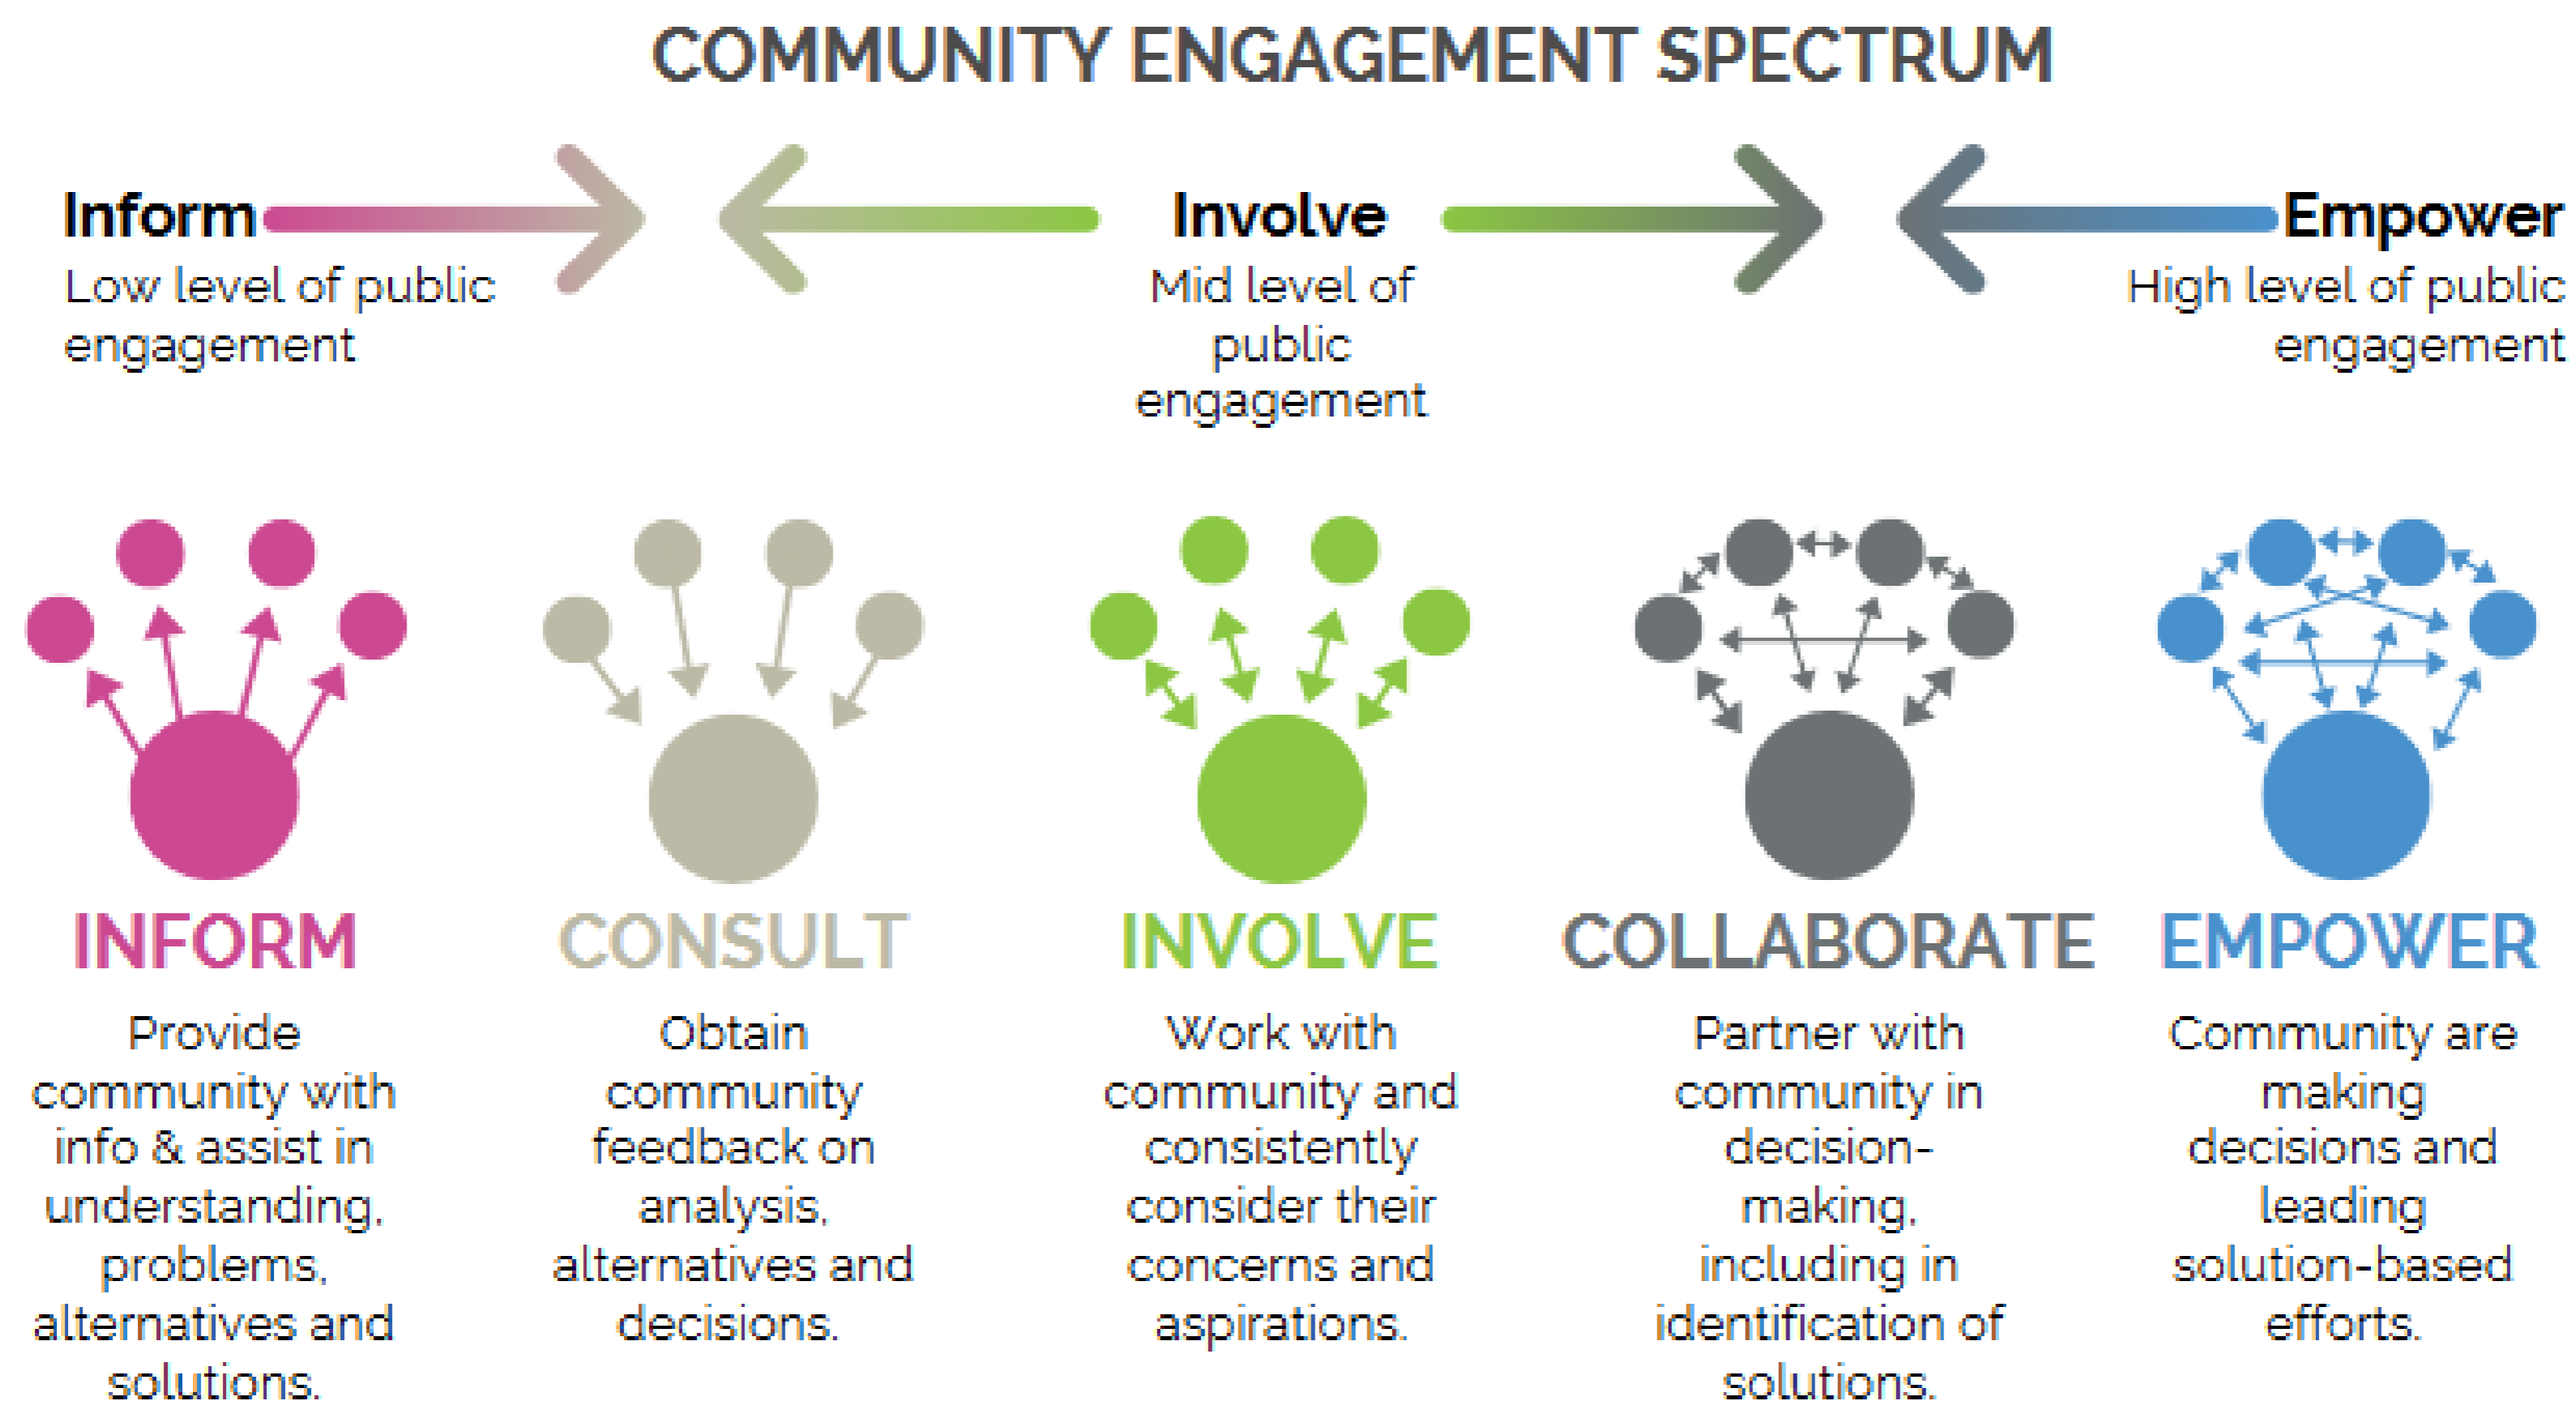 COMMUNITY ENGAGEMENT SPECTRUM
Inform
Low level of public
engagement
Involve
Mid level of
public
engagement
Empower
High level of public
engagement
INFORM
Provide
community with
info & assist in
understanding,
problems,
alternatives and
solutions.
CONSULT
Obtain
community
feedback on
analysis,
alternatives and
decisions.
INVOLVE
Work with
community and
consistently
consider their
concerns and
aspirations.
COLLABORATE
Partner with
community in
decision-
making,
including in
identification of
solutions.
EMPOWER
Community are
making
decisions and
leading
solution-based
efforts.